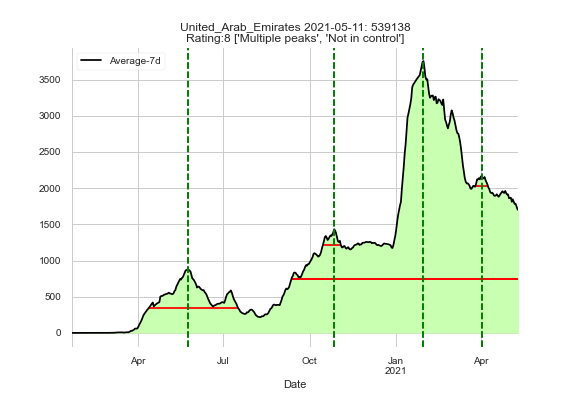 United_Arab_Emirates 2021-05-11: 539138
Rating:8 ['Multiple peaks', 'Not in control']
Average-7d
3500
3000
2500
2000
1500
1000
500
0
Apr
Jul
Oct
Jan
2021
Apr
Date